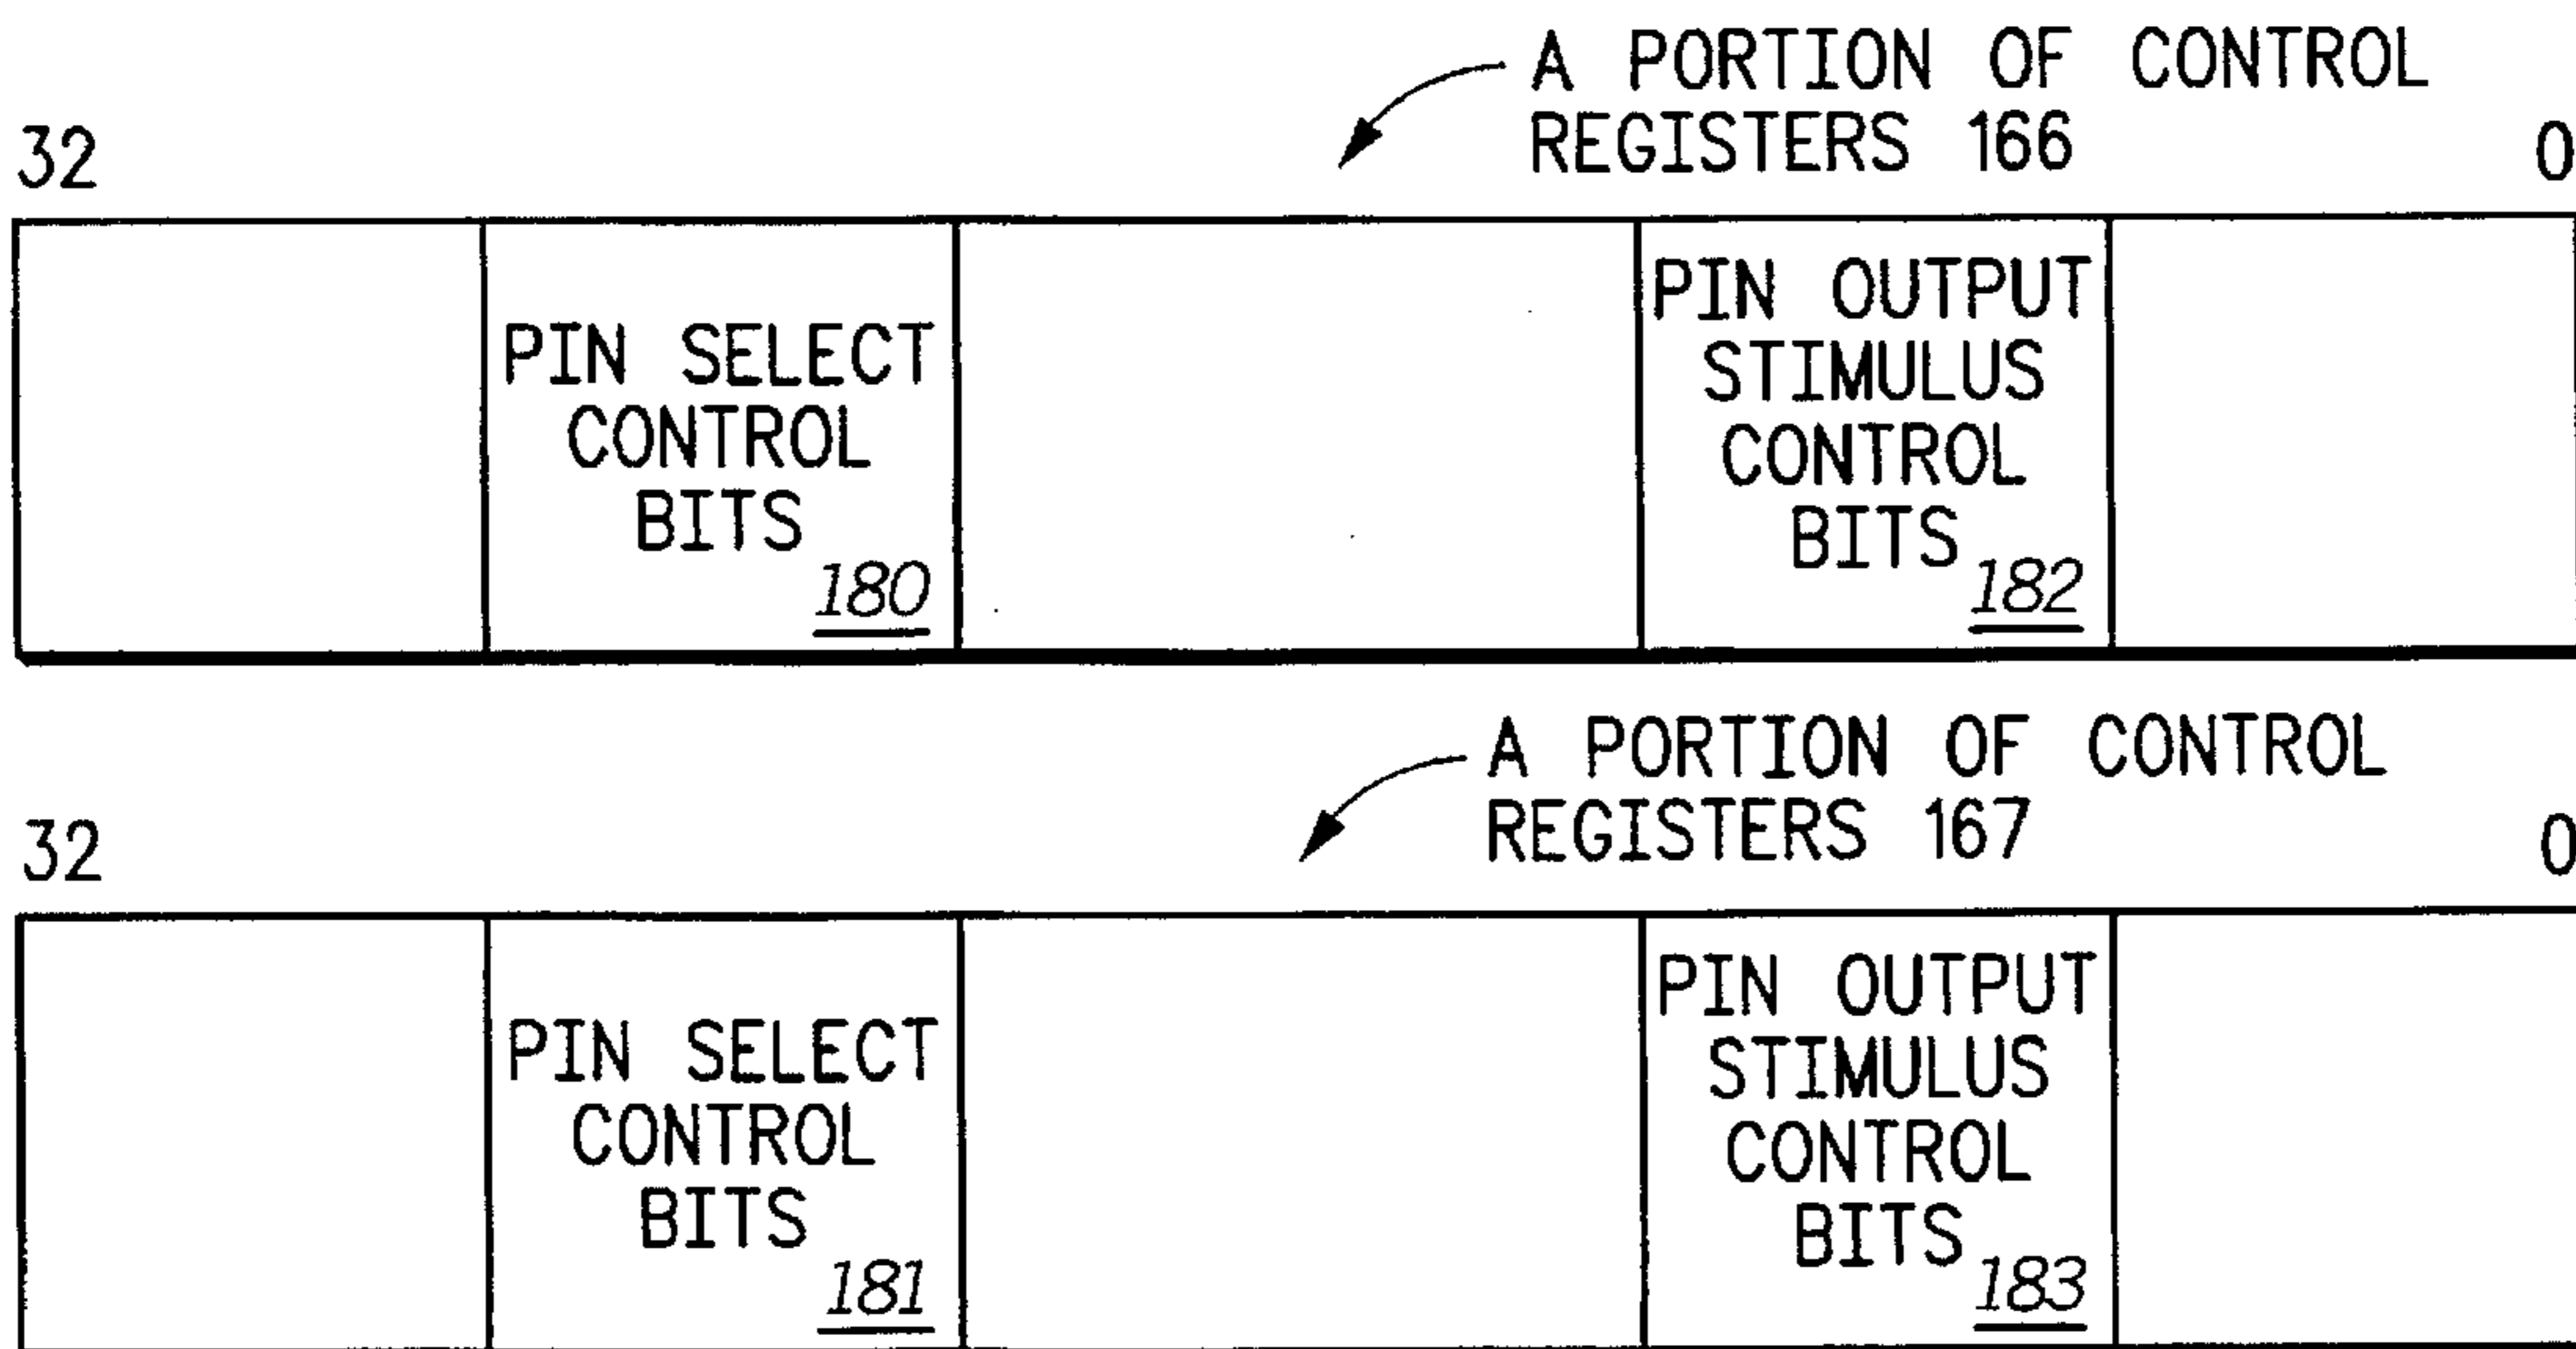 A PORTION OF CONTROL
REGISTERS 166
32
0
PIN SELECT
CONTROL
BITS
180
PIN OUTPUT
STIMULUS
CONTROL
BITS
182
A PORTION OF CONTROL
REGISTERS 167
32
0
PIN SELECT
CONTROL
BITS
181
PIN OUTPUT
STIMULUS
CONTROL
BITS
183